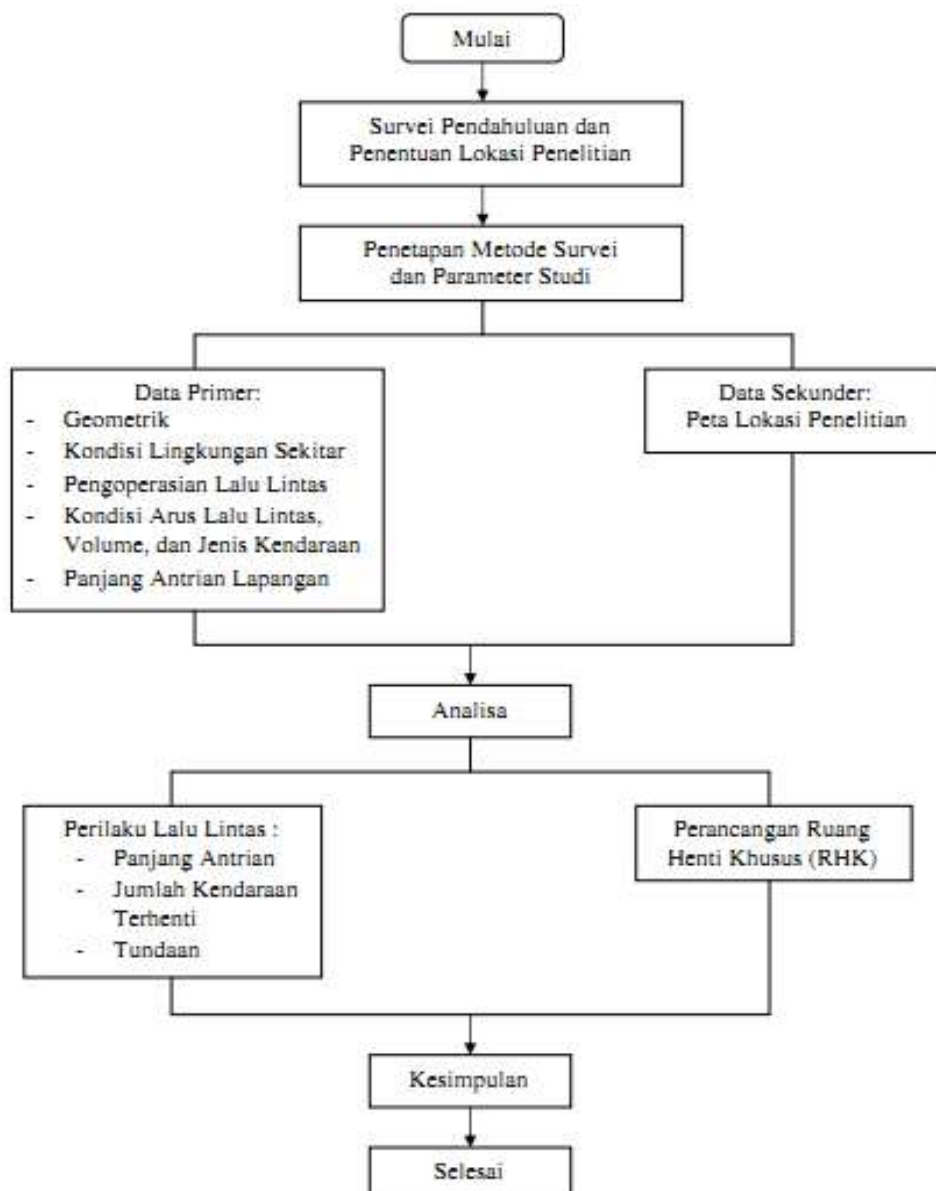 Mulai
Survei Pendahuluan dan
Penentuan Lokasi Penelitian
Penetapan Metode Survei
dan Parameter Studi
Data Primer:
- Geometrik
- Kondisi Lingkungan Sekitar
- Pengoperasian Lalu Lintas
- Kondisi Arus Lalu Lintas,
Volume, dan Jenis Kendaraan
- Panjang Antrian Lapangan
Data Sekunder:
Peta Lokasi Penelitian
Analisa
Perilaku Lalu Lintas :
- Panjang Antrian
- Jumlah Kendaraan
Terhenti
- Tundaan
Perancangan Ruang
Henti Khusus (RHK)
Kesimpulan
Selesai